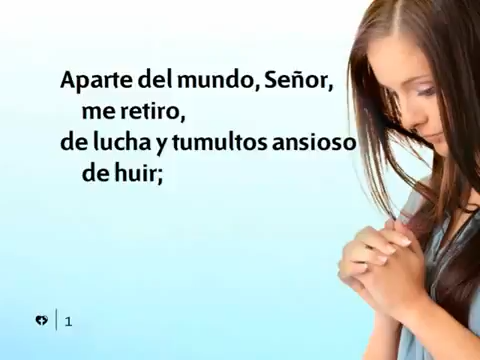 Aparte del mundo, Señor,
me retiro,
de lucha y tumultos ansioso
de huir;
1